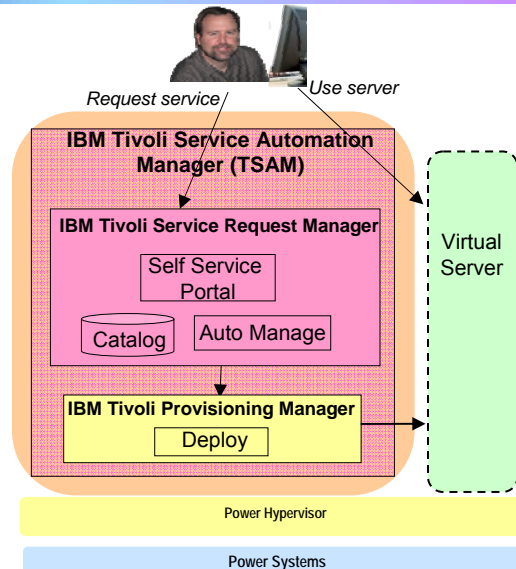 Request service
Use server
IBM Tivoli Service Automation
Manager (TSAM)
IBM Tivoli Service Request Manager
Self Service
Portal
Catalog
Auto Manage
IBM Tivoli Provisioning Manager
Deploy
Virtual
Server
Power Hypervisor
Power Systems